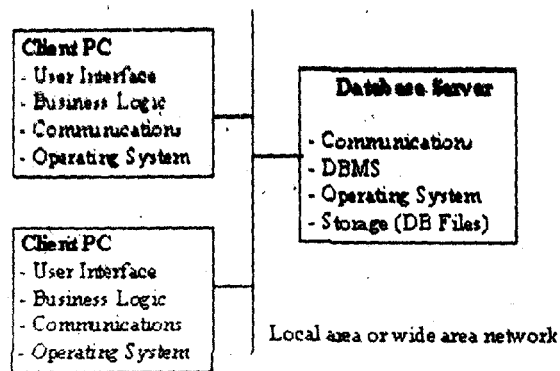 Client PC
- User Interface
- Business Logic
- Communications
- Operating System
Database Server
- Communications
- DBMS
- Operating System
- Storage (DB Files)
Client PC
- User Interface
- Business Logic
- Communications
- Operating System
Local area or wide area network